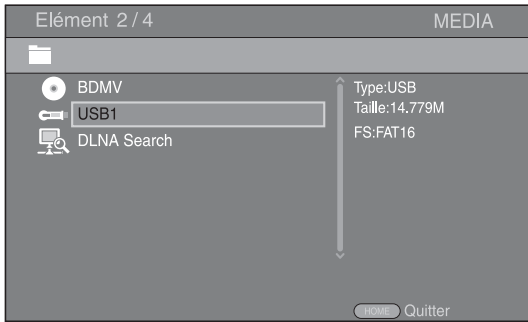 Elément 2 / 4 MEDIA
BDMV
USB1
DLNA Search
Type:USB
Taille:14.779M
FS:FAT16
HOME Quitter